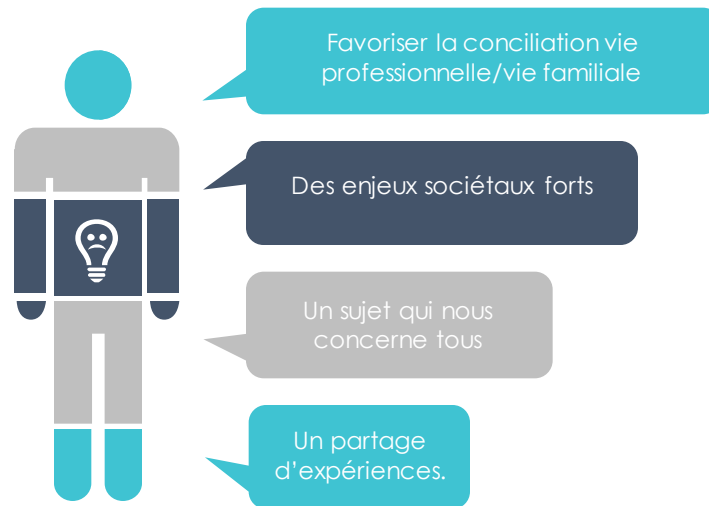 Favoriser la conciliation vie
professionnelle/vie familiale
Des enjeux sociétaux forts
Un sujet qui nous
concerne tous
Un partage
d’expériences.